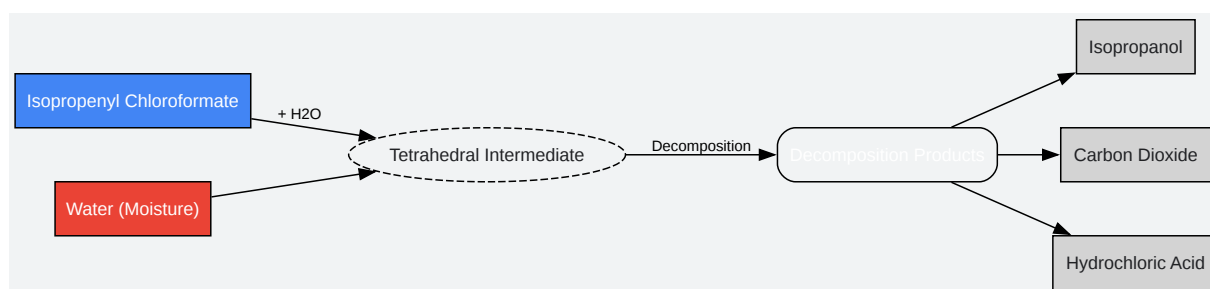 Isopropenyl Chloroformate
+ H2O
Water (Moisture)
Tetrahedral Intermediate
Decomposition
Decomposition Products
Isopropanol
Carbon Dioxide
Hydrochloric Acid